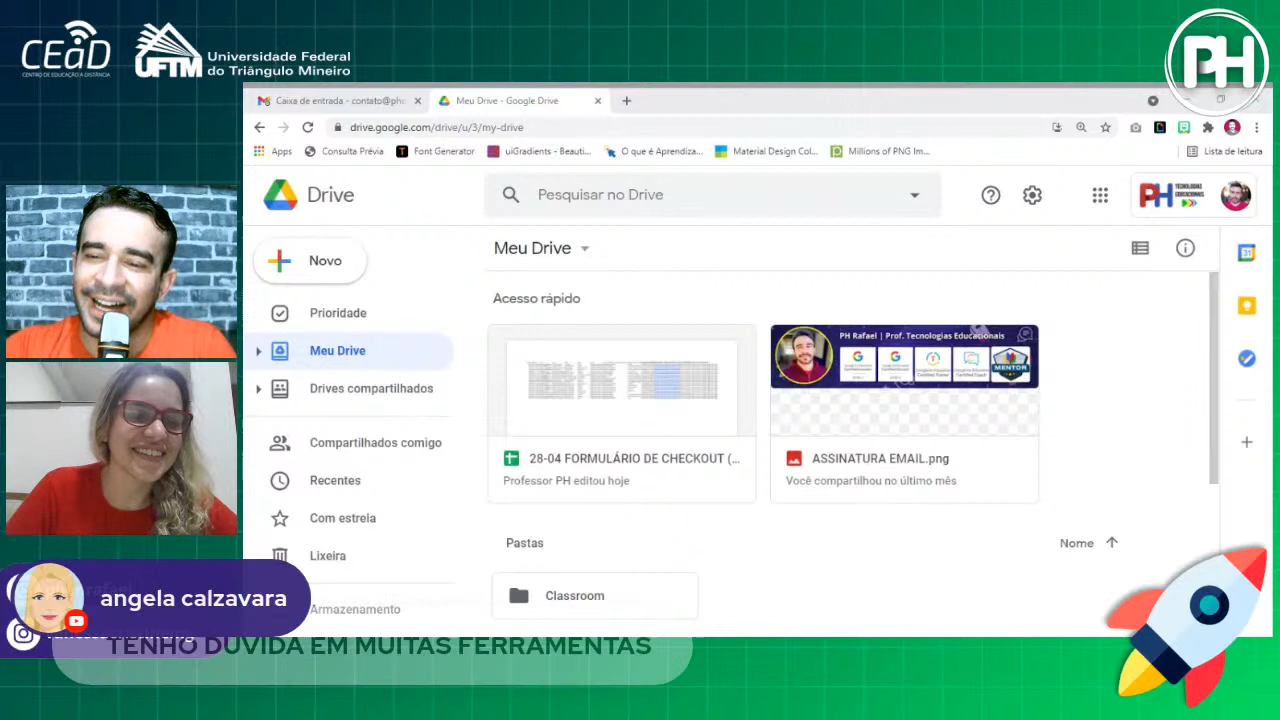 CEaD
CENTRO DE EDUCAÇÃO A DISTÂNCIA
UFTM
Universidade Federal
do Triângulo Mineiro
PH
Caixa de entrada - contato@pho
Meu Drive - Google Drive
drive.google.com/drive/u/3/my-drive
Apps
Consulta Prévia
Font Generator
uiGradients - Beauti...
O que é Aprendiza...
Material Design Col...
Millions of PNG Im...
Lista de leitura
Drive
Pesquisar no Drive
PH TECNOLOGIAS
EDUCACIONAIS
Novo
Meu Drive
Prioridade
Meu Drive
Drives compartilhados
Compartilhados comigo
Recentes
Com estrela
Lixeira
Armazenamento
Acesso rápido
PH Rafael | Prof. Tecnologias Educacionais
MENTOR
28-04 FORMULÁRIO DE CHECKOUT (...
Professor PH editou hoje
ASSINATURA EMAIL.png
Você compartilhou no último mês
Pastas
Nome
Classroom
31
angela calzavara
TENHO DUVIDA EM MUITAS FERRAMENTAS